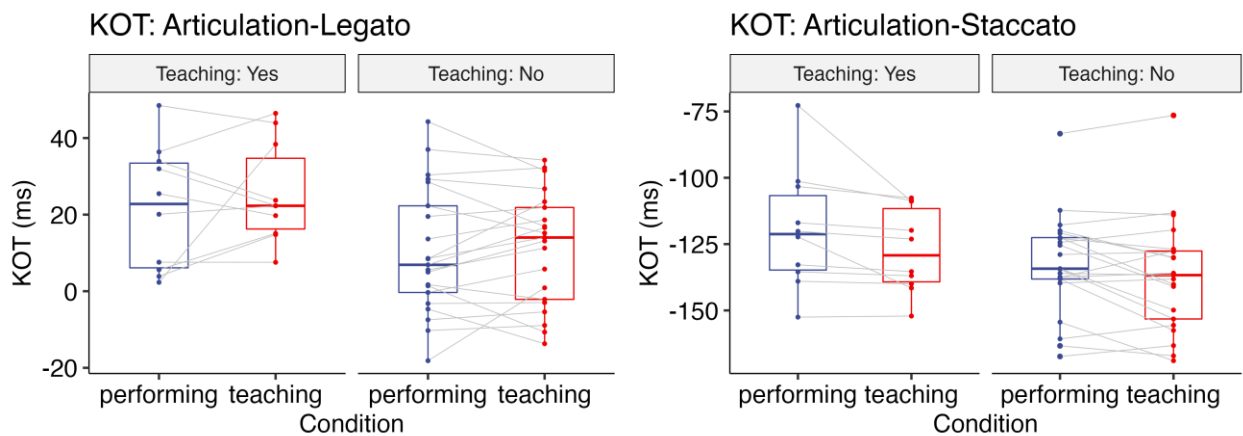 KOT: Articulation-Legato
Teaching: Yes
Teaching: No
KOT (ms)
40
20
0
-20
performing teaching
performing teaching
Condition
KOT: Articulation-Staccato
Teaching: Yes
Teaching: No
KOT (ms)
-75
-100
-125
-150
performing teaching
performing teaching
Condition